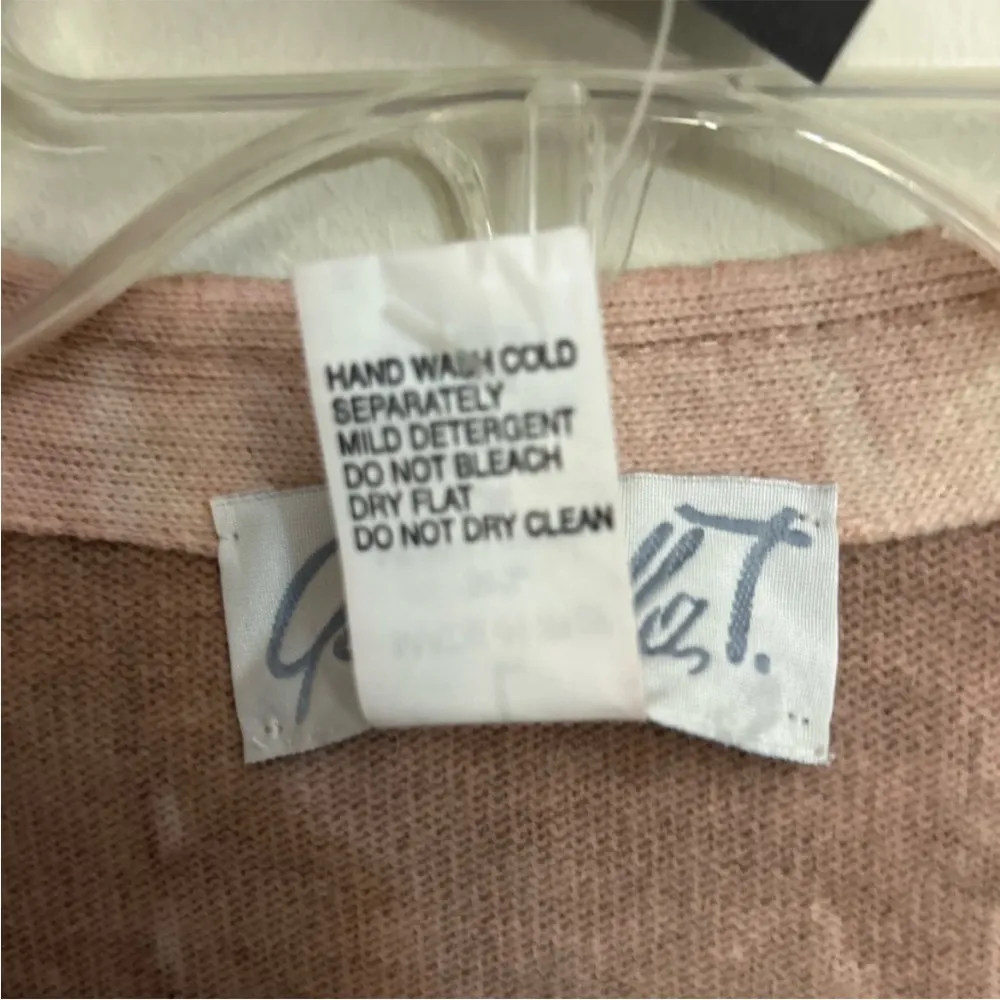 HAND WASH COLD
SEPARATELY
MILD DETERGENT
DO NOT BLEACH
DRY FLAT
DO NOT DRY CLEAN